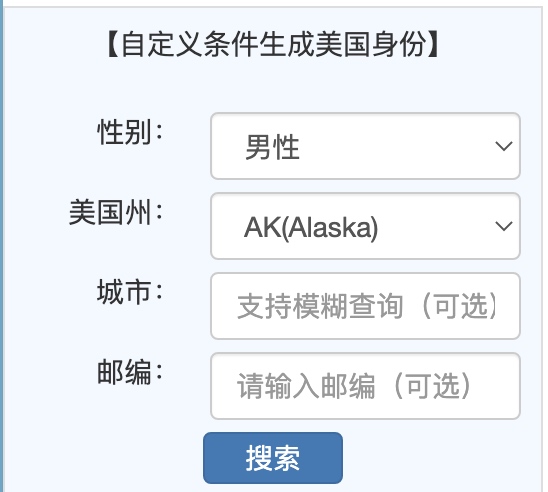 【自定义条件生成美国身份】
性别： 男性
美国州： AK(Alaska)
城市： 支持模糊查询（可选）
邮编： 请输入邮编（可选）
搜索